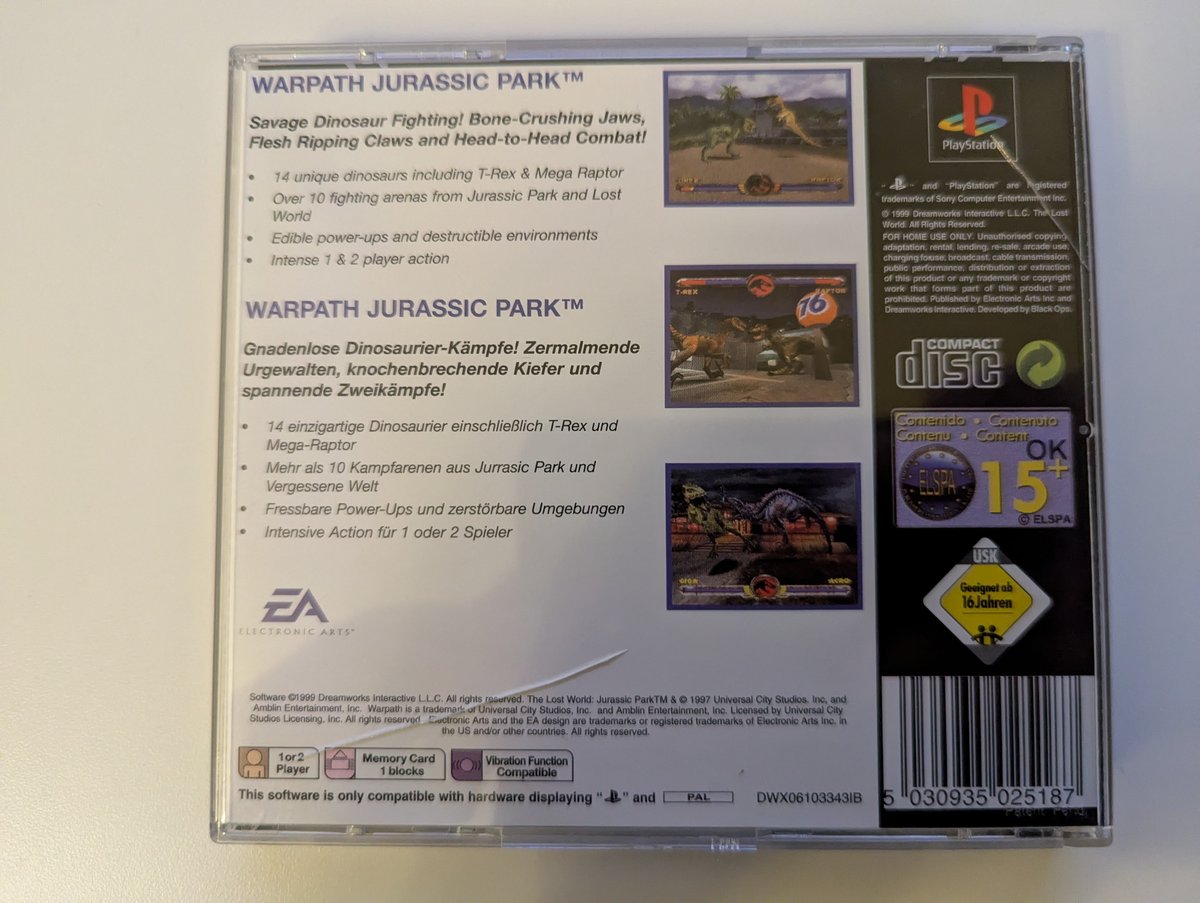 WARPATH JURASSIC PARK™
Savage Dinosaur Fighting! Bone-Crushing Jaws,
Flesh Ripping Claws and Head-to-Head Combat!
• 14 unique dinosaurs including T-Rex & Mega Raptor
• Over 10 fighting arenas from Jurassic Park and Lost
World
• Edible power-ups and destructible environments
• Intense 1 & 2 player action
WARPATH JURASSIC PARK™
Gnadenlose Dinosaurier-Kämpfe! Zermalmende
Urgewalten, knochenbrechende Kiefer und
spannende Zweikämpfe!
• 14 einzigartige Dinosaurier einschließlich T-Rex und
Mega-Raptor
• Mehr als 10 Kampfarenen aus Jurrasic Park und
Vergessene Welt
• Fressbare Power-Ups und zerstörbare Umgebungen
• Intensive Action für 1 oder 2 Spieler
EA
ELECTRONIC ARTS™
Software ©1999 Dreamworks Interactive L.L.C. All rights reserved. The Lost World: Jurassic ParkTM & © 1997 Universal City Studios, Inc, and
Amblin Entertainment, Inc. Warpath is a trademark of Universal City Studios, Inc. and Amblin Entertainment, Inc. Licensed by Universal City
Studios Licensing, Inc. All rights reserved. Electronic Arts and the EA design are trademarks or registered trademarks of Electronic Arts Inc. in
the US and/or other countries. All rights reserved.
1 or 2
Player
Memory Card
1 blocks
Vibration Function
Compatible
This software is only compatible with hardware displaying " " and PAL
DWX06103343IB
T-REX RAPTOR
76
GIGA ACRO
PlayStation
" " and "PlayStation" are registered
trademarks of Sony Computer Entertainment Inc.
© 1999 Dreamworks Interactive L.L.C. The Lost
World. All Rights Reserved.
FOR HOME USE ONLY. Unauthorised copying,
adaptation, rental, lending, re-sale, arcade use,
charging fouse, broadcast, cable transmission,
public performance, distribution or extraction
of this product or any trademark or copyright
work that forms part of this product are
prohibited. Published by Electronic Arts Inc and
Dreamworks Interactive. Developed by Black Ops.
COMPACT
disc
Contenido • Contenuto
Contenu • Content
ELSPA
OK
15+
© ELSPA
USK
Geeignet ab
16 Jahren
5 030935 025187
Patent Pend.